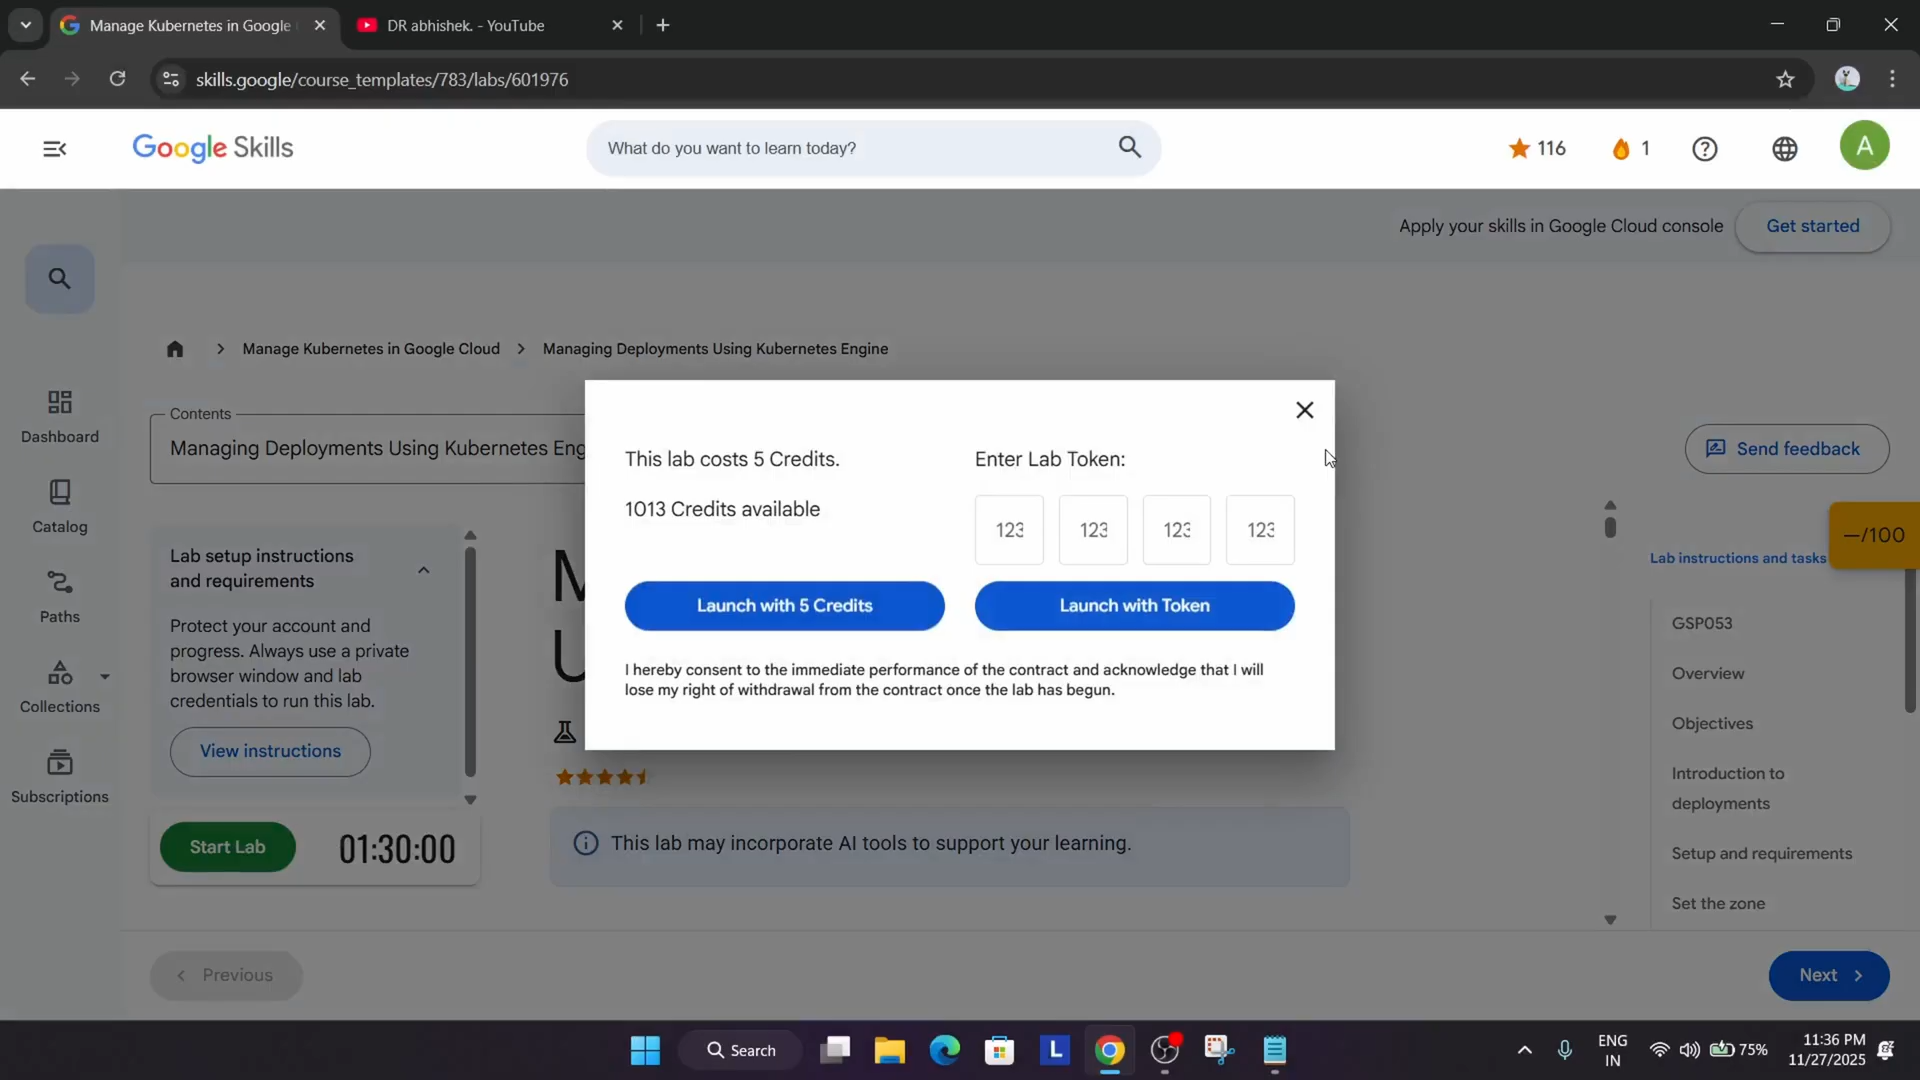 Manage Kubernetes in Google
DR abhishek. - YouTube
skills.google/course_templates/783/labs/601976
Google Skills
What do you want to learn today?
116
1
A
Apply your skills in Google Cloud console
Get started
Manage Kubernetes in Google Cloud
Managing Deployments Using Kubernetes Engine
Contents
Managing Deployments Using Kubernetes Eng
Send feedback
Dashboard
Catalog
Paths
Collections
Subscriptions
Lab setup instructions
and requirements
Protect your account and
progress. Always use a private
browser window and lab
credentials to run this lab.
View instructions
Start Lab
01:30:00
This lab costs 5 Credits.
1013 Credits available
Launch with 5 Credits
Enter Lab Token:
123 123 123 123
Launch with Token
I hereby consent to the immediate performance of the contract and acknowledge that I will
lose my right of withdrawal from the contract once the lab has begun.
This lab may incorporate AI tools to support your learning.
Lab instructions and tasks
—/100
GSP053
Overview
Objectives
Introduction to
deployments
Setup and requirements
Set the zone
Previous
Next
Search
L
ENG
IN
75%
11:36 PM
11/27/2025